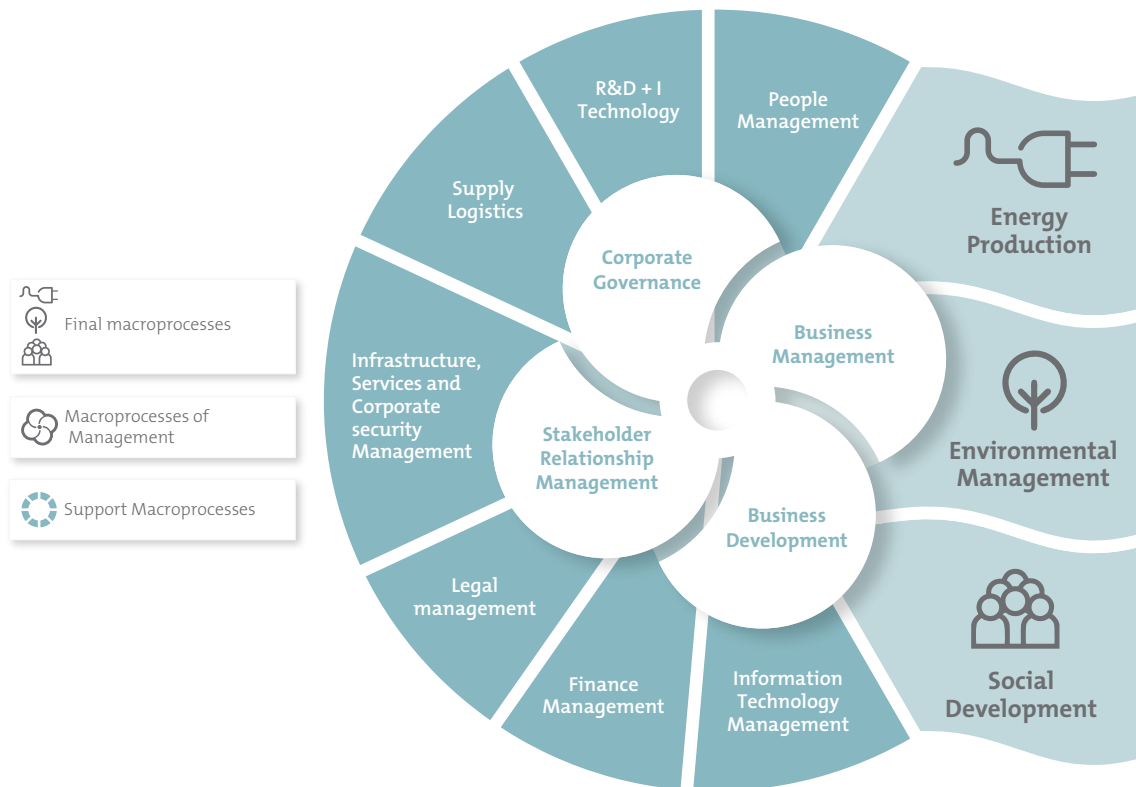 R&D + I
Technology
People
Management
Supply
Logistics
Energy
Production
Corporate
Governance
Business
Management
Final macroprocesses
Infrastructure,
Services and
Corporate
security
Management
Macroprocesses of
Management
Stakeholder
Relationship
Management
Environmental
Management
Support Macroprocesses
Business
Development
Legal
management
Finance
Management
Information
Technology
Management
Social
Development